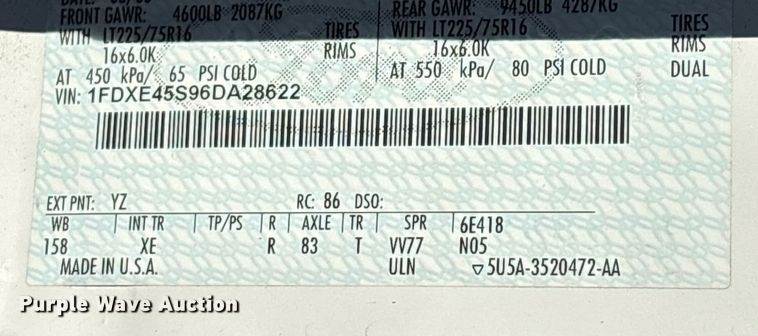 FRONT GAWR: 4600LB 2087KG REAR GAWR: 9450LB 4287KG
WITH LT225/75R16 TIRES WITH LT225/75R16 TIRES
16x6.0K RIMS 16x6.0K RIMS
AT 450 kPa/ 65 PSI COLD AT 550 kPa/ 80 PSI COLD DUAL
VIN: 1FDXE45S96DA28622
EXT PNT: YZ RC: 86 DSO:
WB | INT TR | TP/PS | R | AXLE | TR | SPR | 6E418
158 XE R 83 T VV77 N05
MADE IN U.S.A. ULN ▽5U5A-3520472-AA
Purple Wave Auction